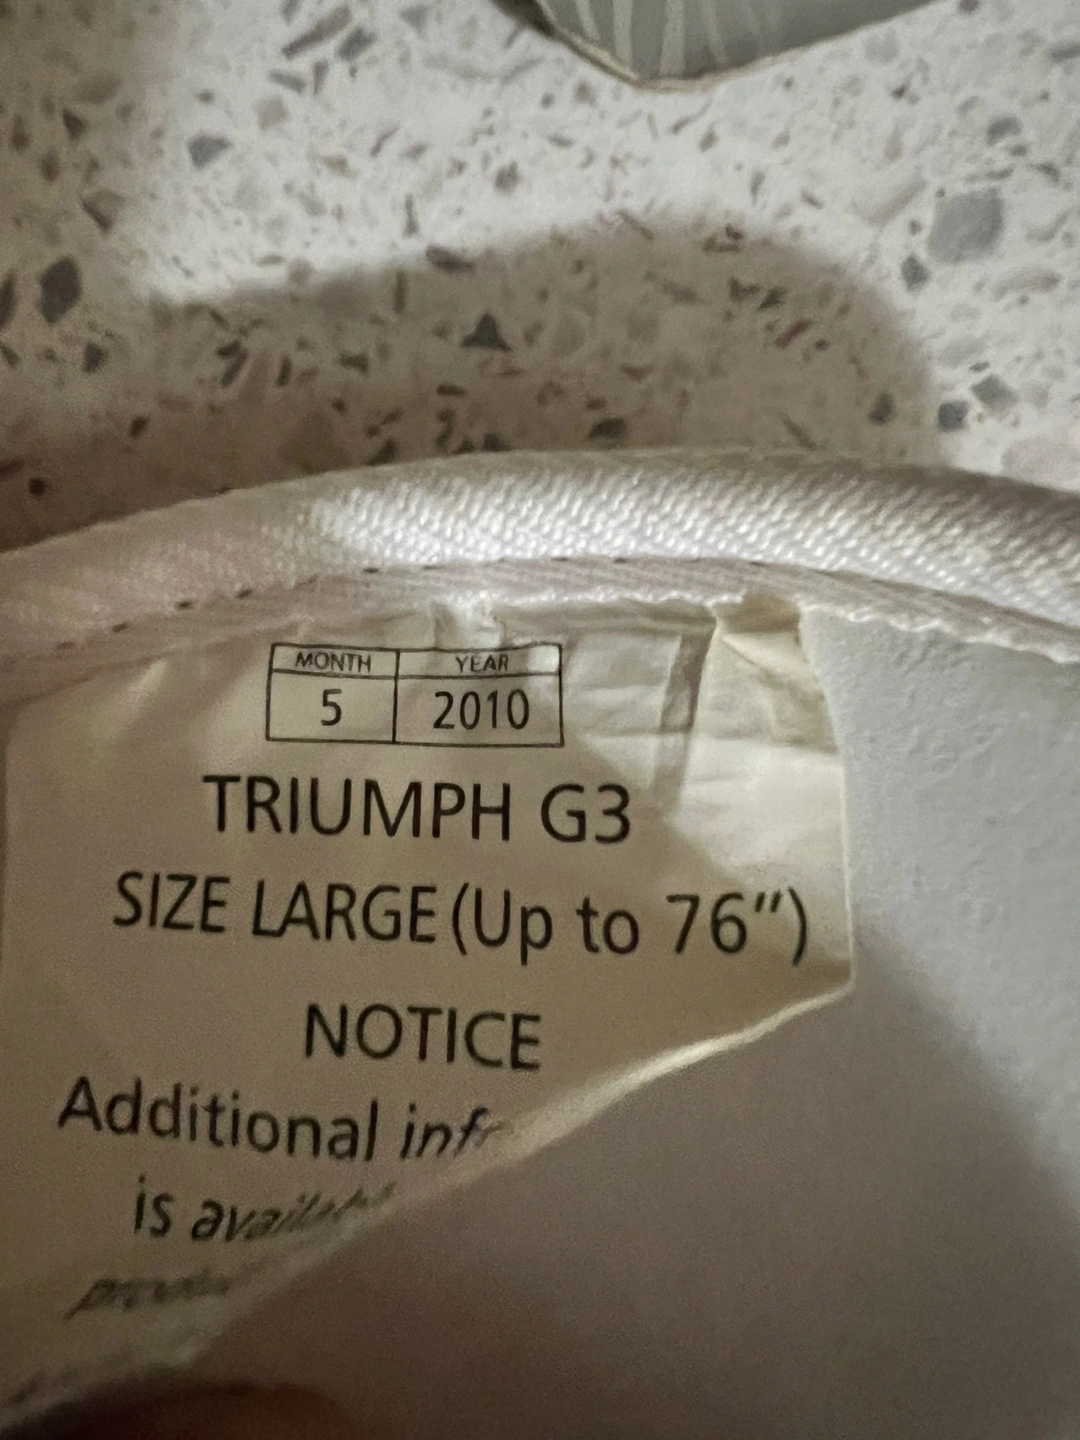 MONTH YEAR
5 2010
TRIUMPH G3
SIZE LARGE (Up to 76")
NOTICE
Additional
is